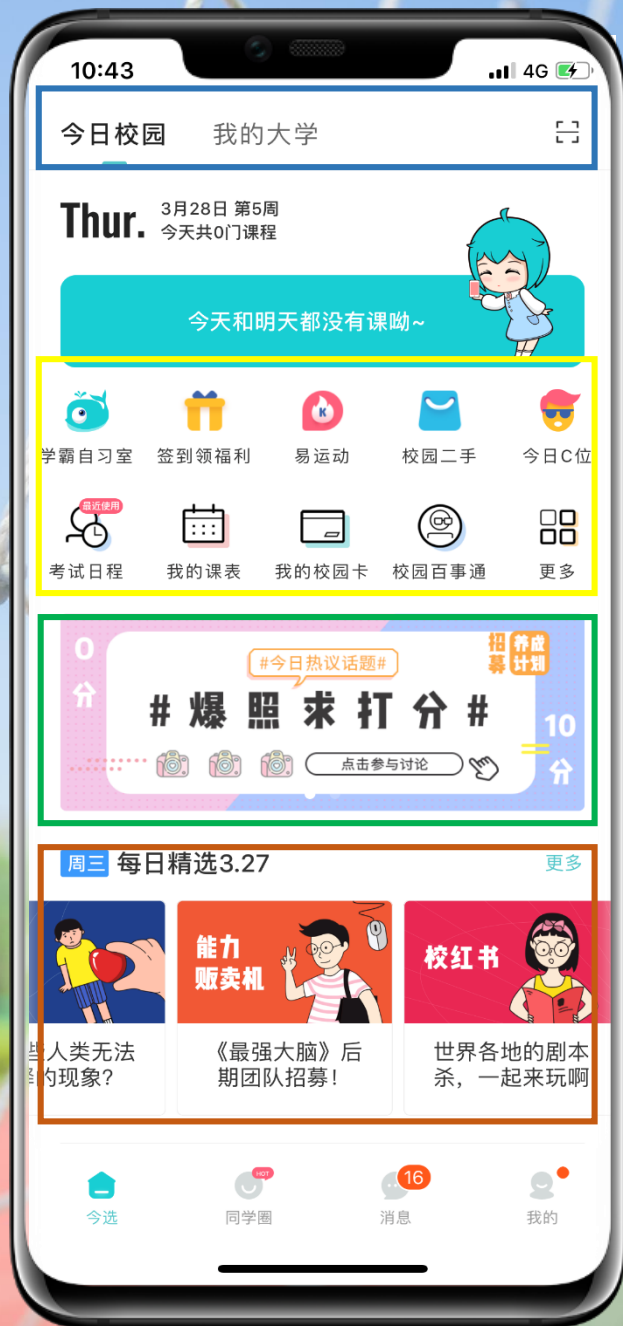 10:43
4G
今日校园 我的大学
Thur. 3月28日 第5周
今天共0门课程
今天和明天都没有课呦~
学霸自习室 签到领福利 易运动 校园二手 今日C位
最近使用
考试日程 我的课表 我的校园卡 校园百事通 更多
0
分
#今日热议话题#
招募
养成计划
# 爆照求打分 #
点击参与讨论
10
分
周三 每日精选3.27 更多
能力
贩卖机
校红书
些人类无法
的现象?
《最强大脑》后
期团队招募!
世界各地的剧本
杀,一起来玩啊
HOT
16
今选 同学圈 消息 我的